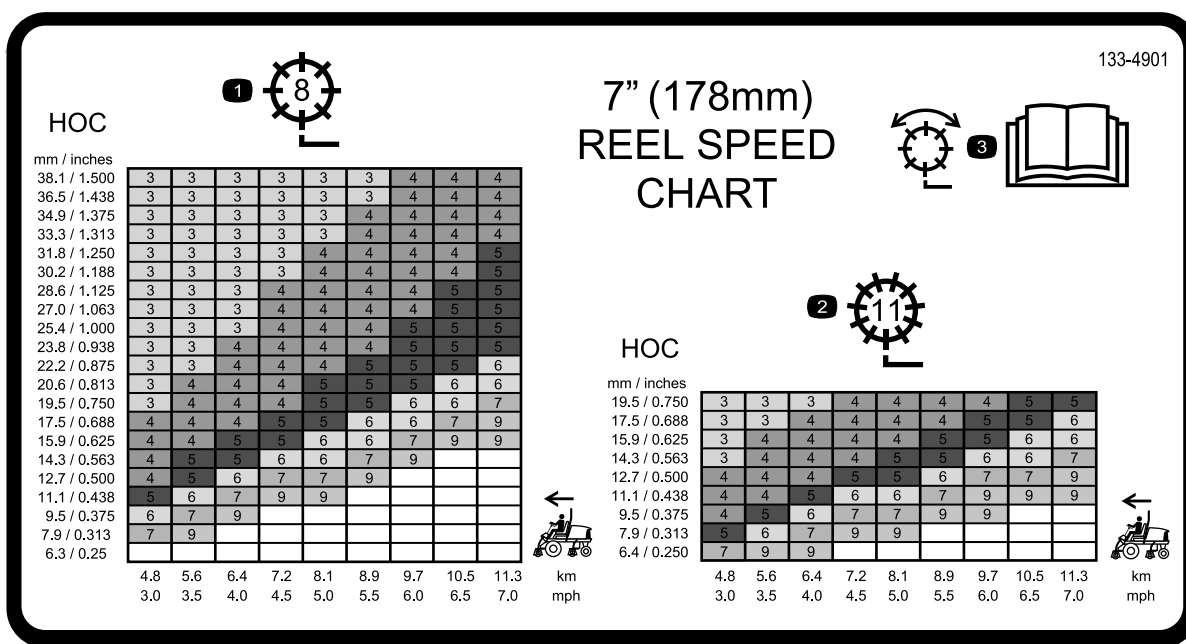 133-4901
7” (178mm)
REEL SPEED
CHART
3
1
8
HOC
mm / inches
38.1 / 1.500 3 3 3 3 3 3 4 4 4
36.5 / 1.438 3 3 3 3 3 3 4 4 4
34.9 / 1.375 3 3 3 3 3 4 4 4 4
33.3 / 1.313 3 3 3 3 3 4 4 4 4
31.8 / 1.250 3 3 3 3 4 4 4 4 5
30.2 / 1.188 3 3 3 3 4 4 4 4 5
28.6 / 1.125 3 3 3 4 4 4 4 5 5
27.0 / 1.063 3 3 3 4 4 4 4 5 5
25.4 / 1.000 3 3 3 4 4 4 5 5 5
23.8 / 0.938 3 3 4 4 4 4 5 5 5
22.2 / 0.875 3 3 4 4 4 5 5 5 6
20.6 / 0.813 3 4 4 4 5 5 5 6 6
19.5 / 0.750 3 4 4 4 5 5 6 6 7
17.5 / 0.688 4 4 4 5 5 6 6 7 9
15.9 / 0.625 4 4 5 5 6 6 7 9 9
14.3 / 0.563 4 5 5 6 6 7 9
12.7 / 0.500 4 5 6 7 7 9
11.1 / 0.438 5 6 7 9 9
9.5 / 0.375 6 7 9
7.9 / 0.313 7 9
6.3 / 0.25
4.8 5.6 6.4 7.2 8.1 8.9 9.7 10.5 11.3 km
3.0 3.5 4.0 4.5 5.0 5.5 6.0 6.5 7.0 mph
2
11
HOC
mm / inches
19.5 / 0.750 3 3 3 4 4 4 4 5 5
17.5 / 0.688 3 3 4 4 4 4 5 5 6
15.9 / 0.625 3 4 4 4 4 5 5 6 6
14.3 / 0.563 3 4 4 4 5 5 6 6 7
12.7 / 0.500 4 4 4 5 5 6 7 7 9
11.1 / 0.438 4 4 5 6 6 7 9 9 9
9.5 / 0.375 4 5 6 7 7 9 9
7.9 / 0.313 5 6 7 9 9
6.4 / 0.250 7 9 9
4.8 5.6 6.4 7.2 8.1 8.9 9.7 10.5 11.3 km
3.0 3.5 4.0 4.5 5.0 5.5 6.0 6.5 7.0 mph